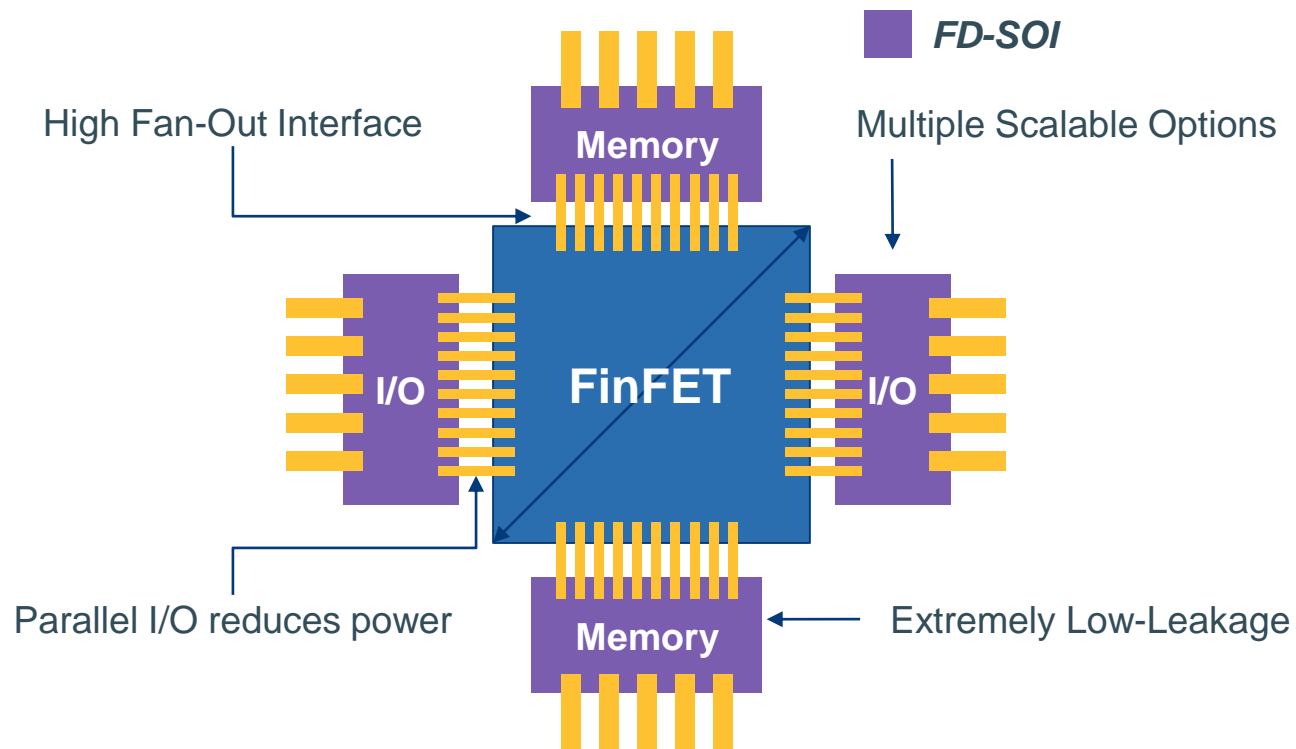 FD-SOI
High Fan-Out Interface
Memory
Multiple Scalable Options
I/O
FinFET
I/O
Parallel I/O reduces power
Memory
Extremely Low-Leakage